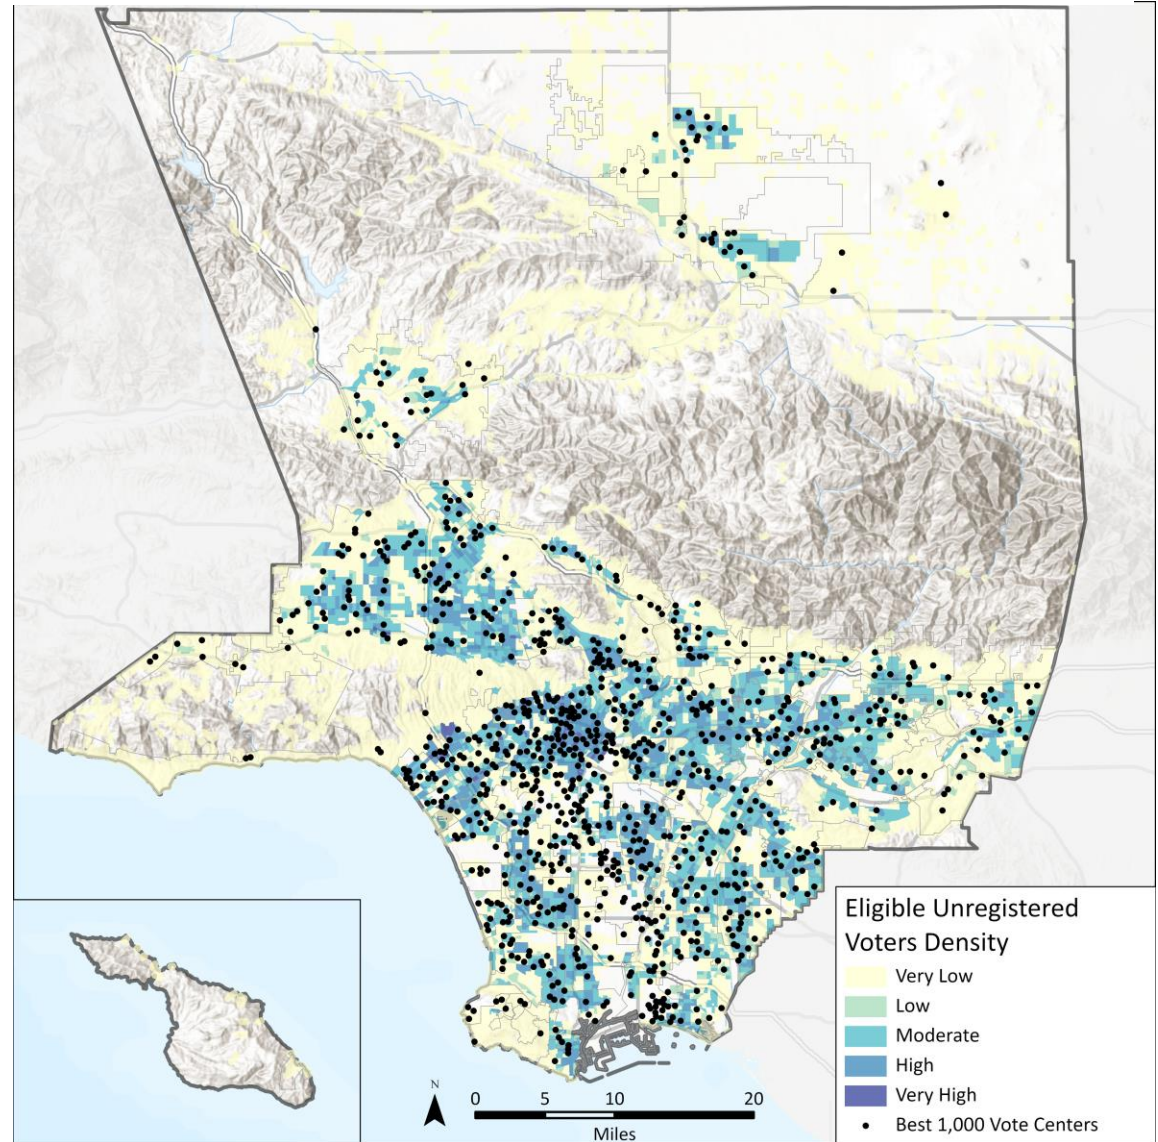 Eligible Unregistered
Voters Density
Very Low
Low
Moderate
High
Very High
Best 1,000 Vote Centers
N
0 5 10 20
Miles